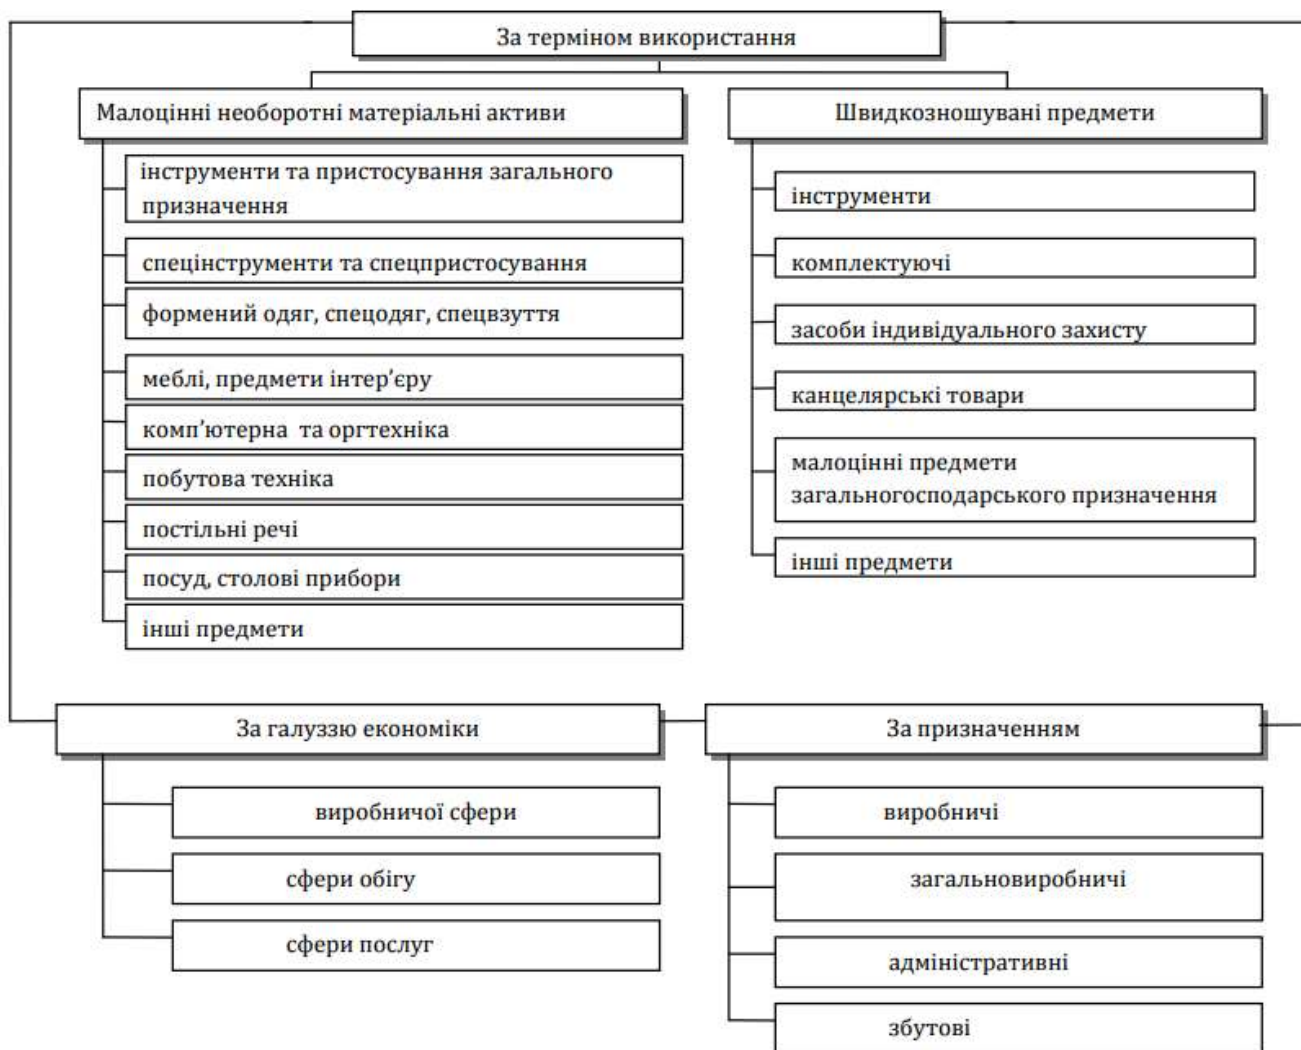 За терміном використання
Малоцінні необоротні матеріальні активи
інструменти та пристосування загального
призначення
спецінструменти та спецпристосування
формений одяг, спецодяг, спецвзуття
меблі, предмети інтер’єру
комп’ютерна та оргтехніка
побутова техніка
постільні речі
посуд, столові прибори
інші предмети
Швидкозношувані предмети
інструменти
комплектуючі
засоби індивідуального захисту
канцелярські товари
малоцінні предмети
загальногосподарського призначення
інші предмети
За галуззю економіки
виробничої сфери
сфери обігу
сфери послуг
За призначенням
виробничі
загальновиробничі
адміністративні
збутові